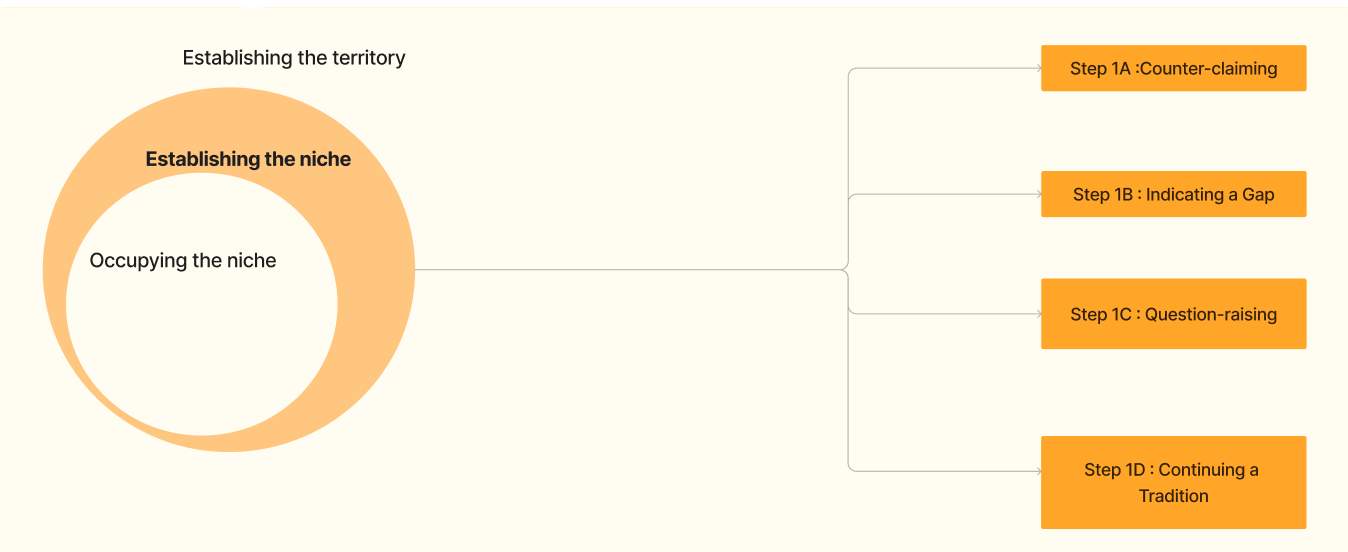 Establishing the territory
Establishing the niche
Occupying the niche
Step 1A :Counter-claiming
Step 1B : Indicating a Gap
Step 1C : Question-raising
Step 1D : Continuing a
Tradition